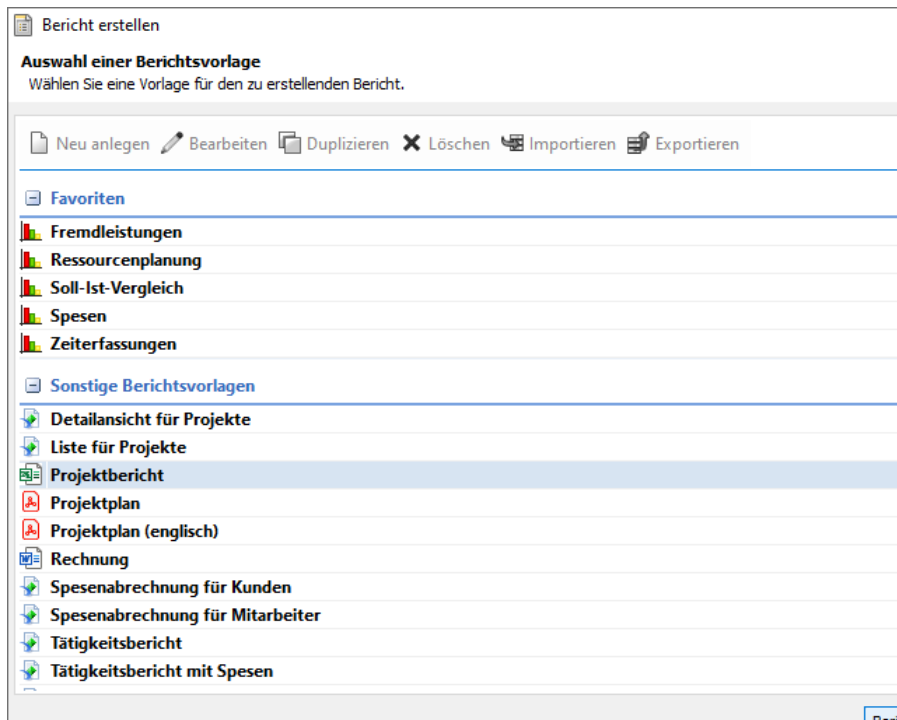 Bericht erstellen
Auswahl einer Berichtsvorlage
Wählen Sie eine Vorlage für den zu erstellenden Bericht.
Neu anlegen Bearbeiten Duplizieren Löschen Importieren Exportieren
Favoriten
Fremdleistungen
Ressourcenplanung
Soll-Ist-Vergleich
Spesen
Zeiterfassungen
Sonstige Berichtsvorlagen
Detailansicht für Projekte
Liste für Projekte
Projektbericht
Projektplan
Projektplan (englisch)
Rechnung
Spesenabrechnung für Kunden
Spesenabrechnung für Mitarbeiter
Tätigkeitsbericht
Tätigkeitsbericht mit Spesen